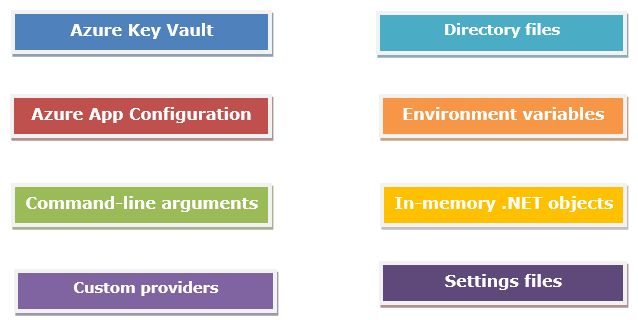 Azure Key Vault
Directory files
Azure App Configuration
Environment variables
Command-line arguments
In-memory .NET objects
Custom providers
Settings files